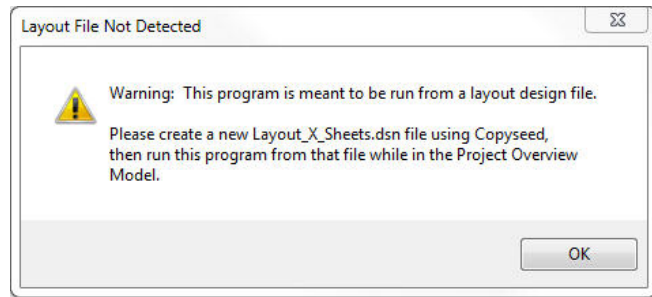 Layout File Not Detected
Warning:  This program is meant to be run from a layout design file.
Please create a new Layout_X_Sheets.dsn file using Copyseed,
then run this program from that file while in the Project Overview
Model.
OK